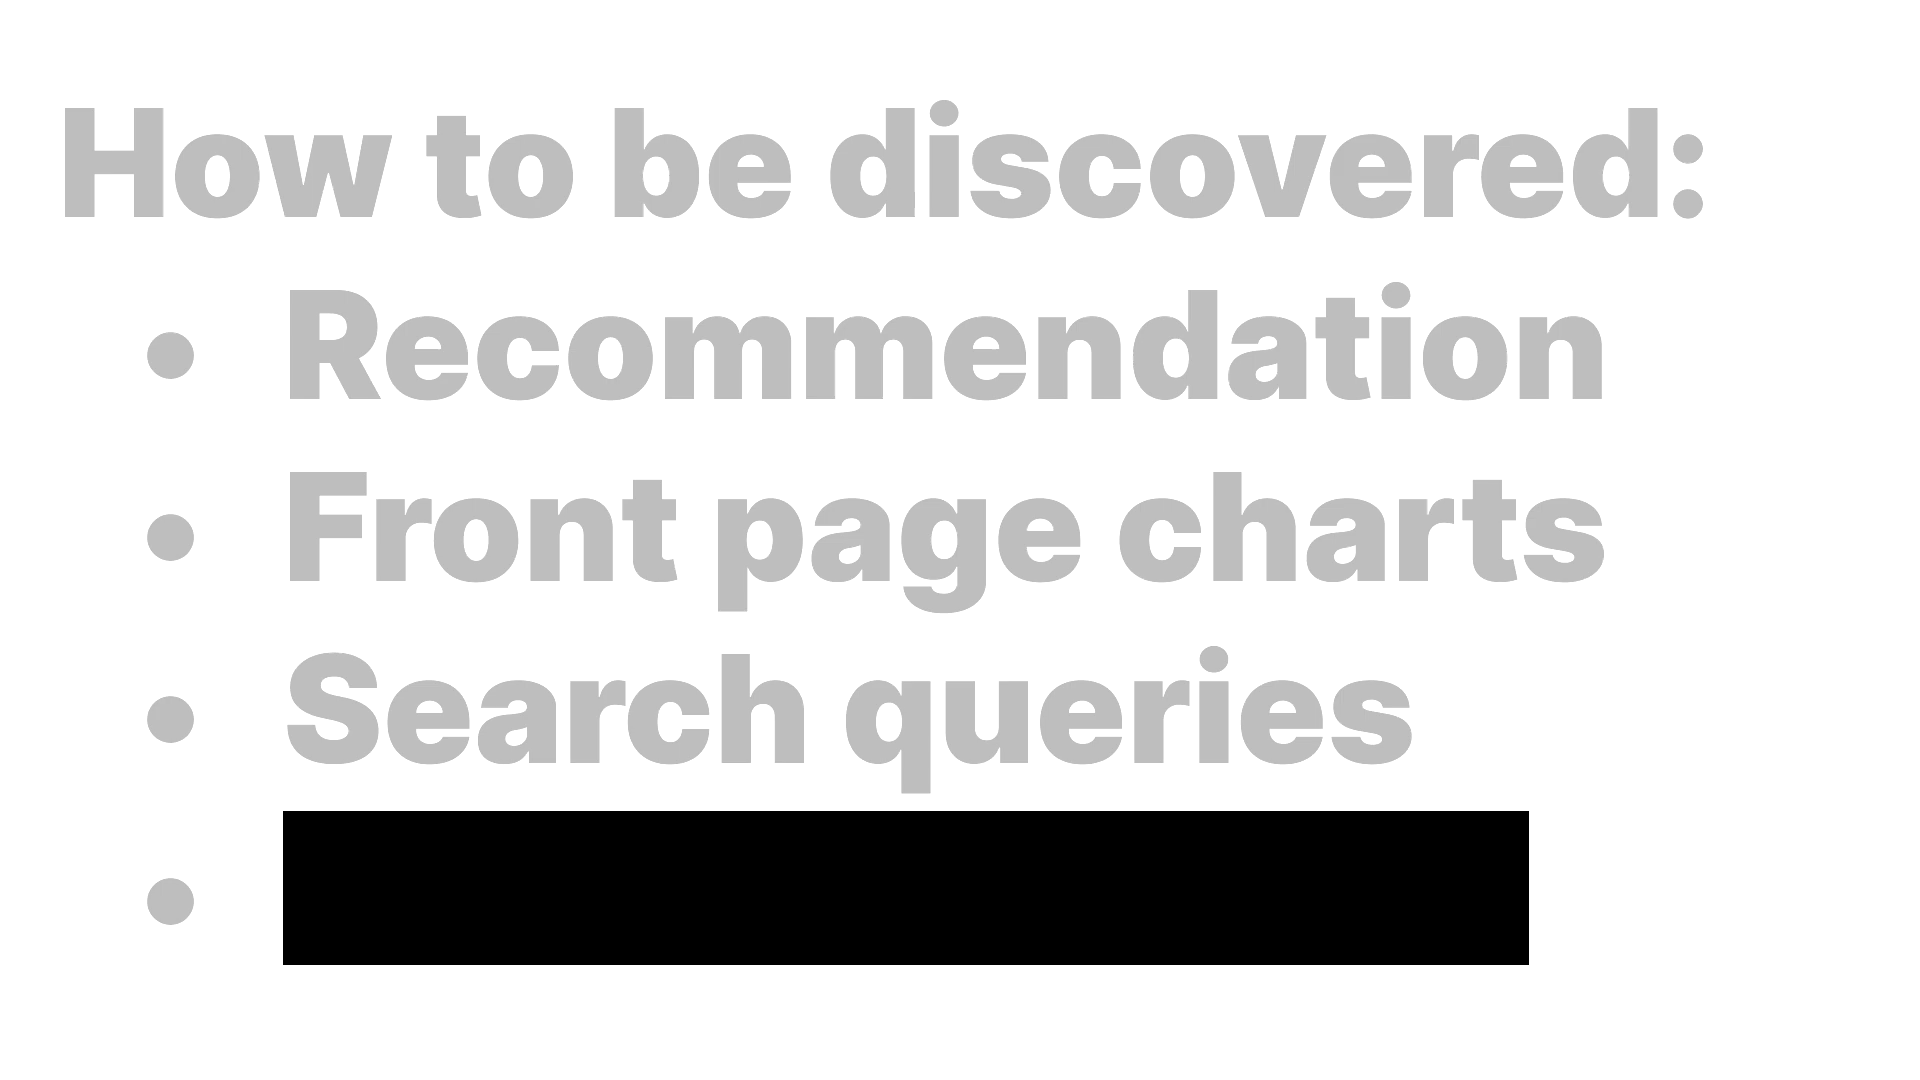 How to be discovered:
• Recommendation
• Front page charts
• Search queries
•